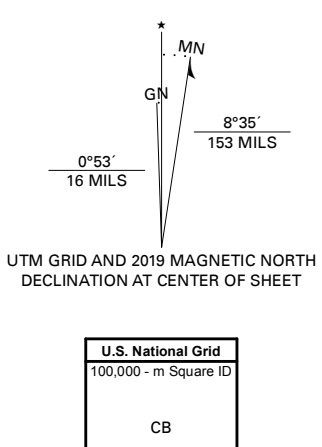 ★
MN
GN
8°35´
153 MILS
0°53´
16 MILS
UTM GRID AND 2019 MAGNETIC NORTH
DECLINATION AT CENTER OF SHEET
U.S. National Grid
100,000 - m Square ID
CB